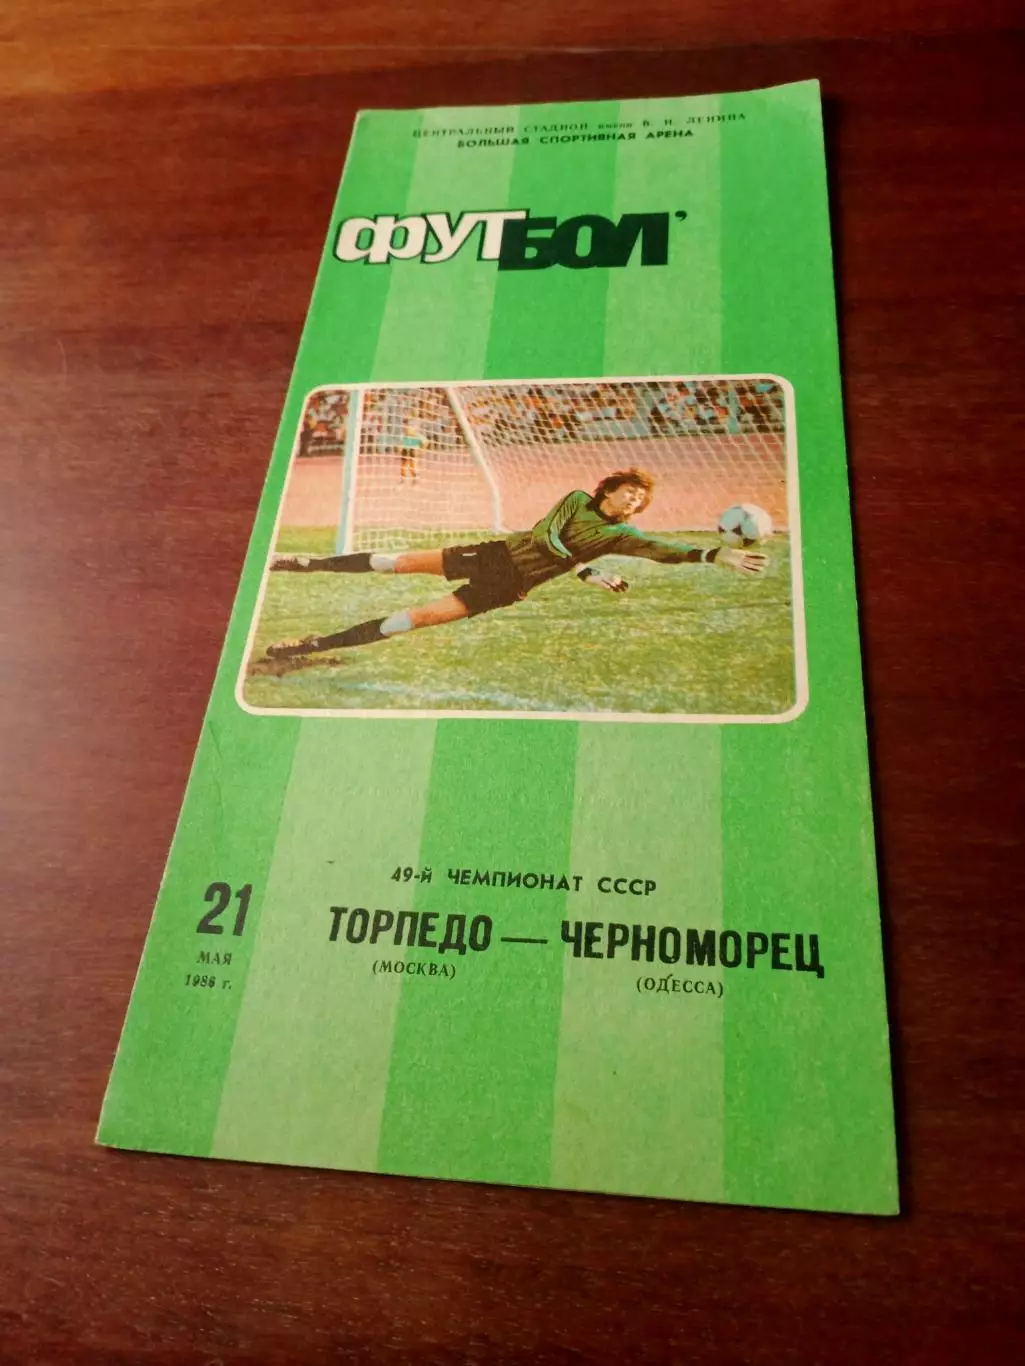 ЦЕНТРАЛЬНЫЙ СТАДИОН имени В. И. ЛЕНИНА
БОЛЬШАЯ СПОРТИВНАЯ АРЕНА
ФУТБОЛ'
49-й ЧЕМПИОНАТ СССР
21 ТОРПЕДО — ЧЕРНОМОРЕЦ
МАЯ (МОСКВА) (ОДЕССА)
1986 г.